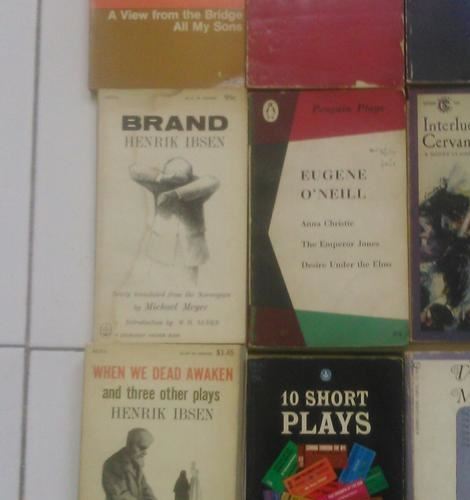 A View from the Bridge
All My Sons
BRAND
HENRIK IBSEN
Newly translated from the Norwegian
by Michael Meyer
Introduction by W. H. AUDEN
Penguin Plays
EUGENE
O'NEILL
Anna Christie
The Emperor Jones
Desire Under the Elms
Interlu
Cervan
$1.45
WHEN WE DEAD AWAKEN
and three other plays
HENRIK IBSEN
10 SHORT
PLAYS